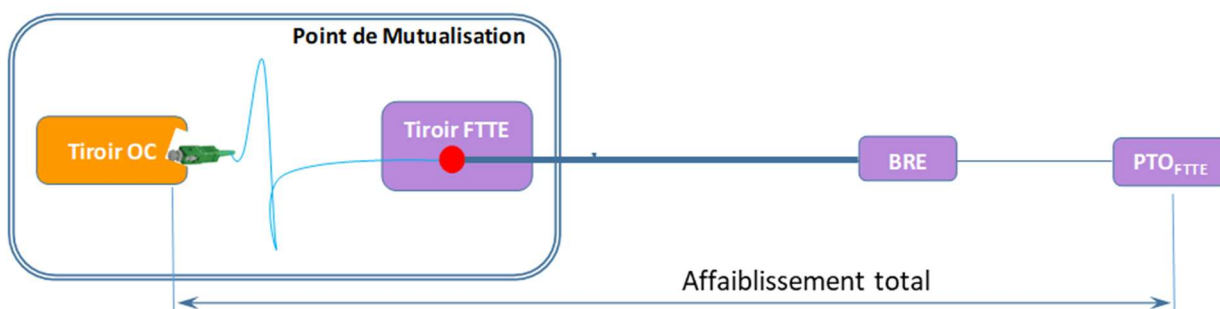 Point de Mutualisation
Tiroir OC
Tiroir FTTE
BRE
PTOFTTE
Affaiblissement total